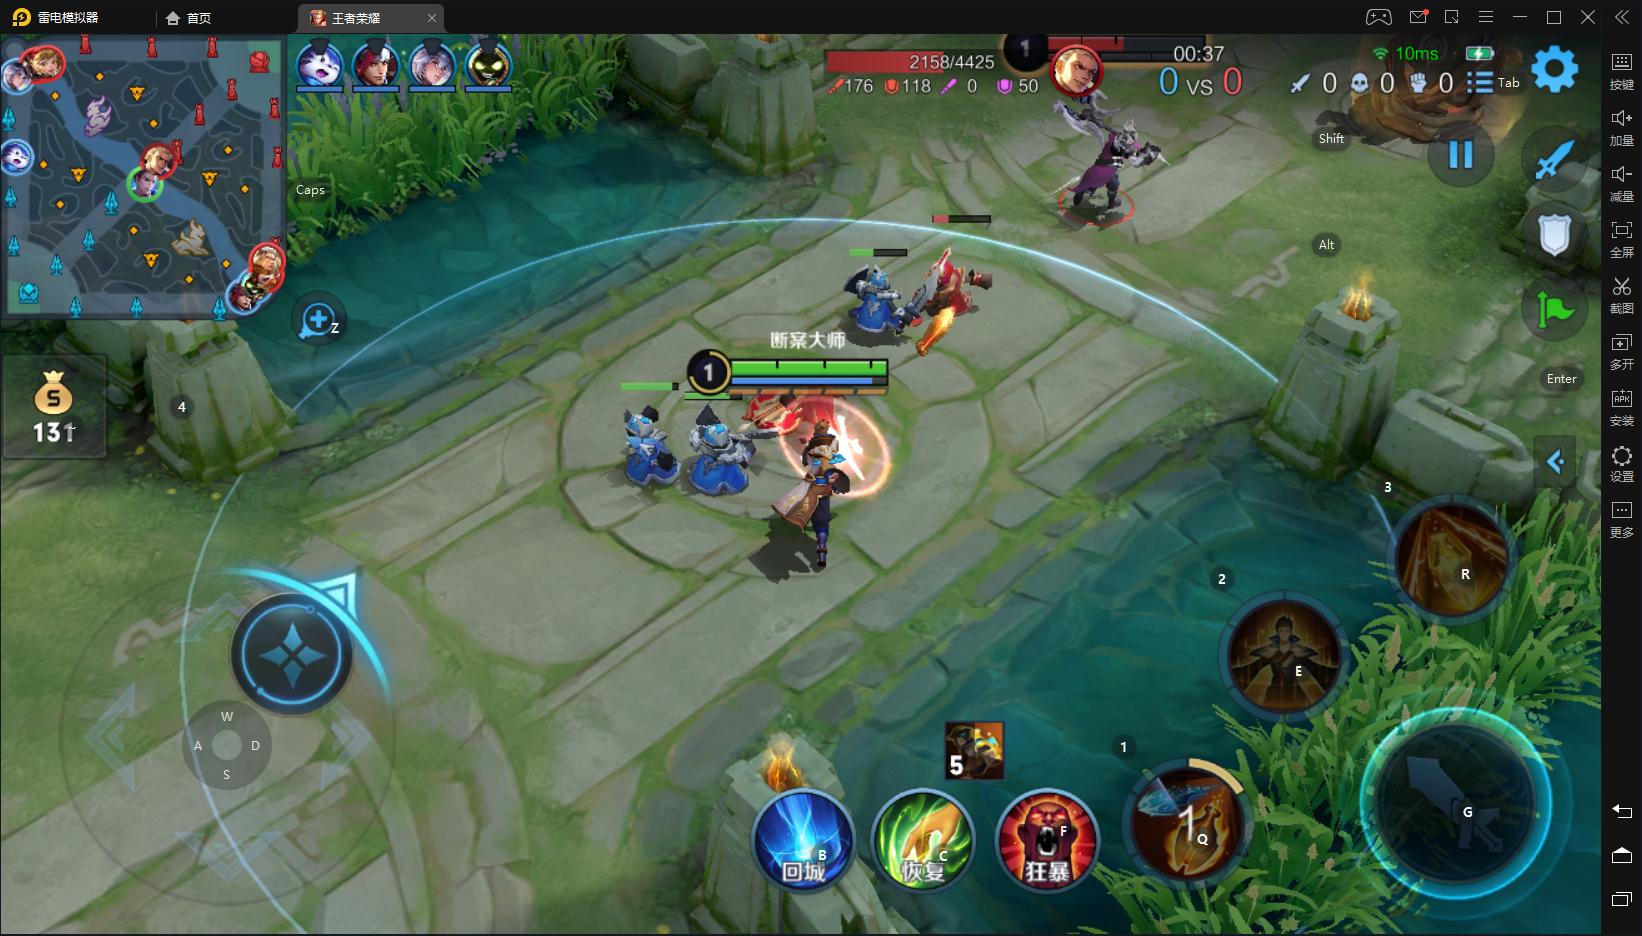 雷电模拟器
首页
王者荣耀
2158/4425
176 118 0 50
1
00:37
0 VS 0
10ms
0 0 0 Tab
Shift
Caps
Alt
Z
Enter
按键
加量
减量
全屏
截图
多开
安装
设置
更多
APK
断案大师
1
S
131
4
3
R
2
E
W
A D
S
5
1
1
Q
G
B
回城
C
恢复
F
狂暴